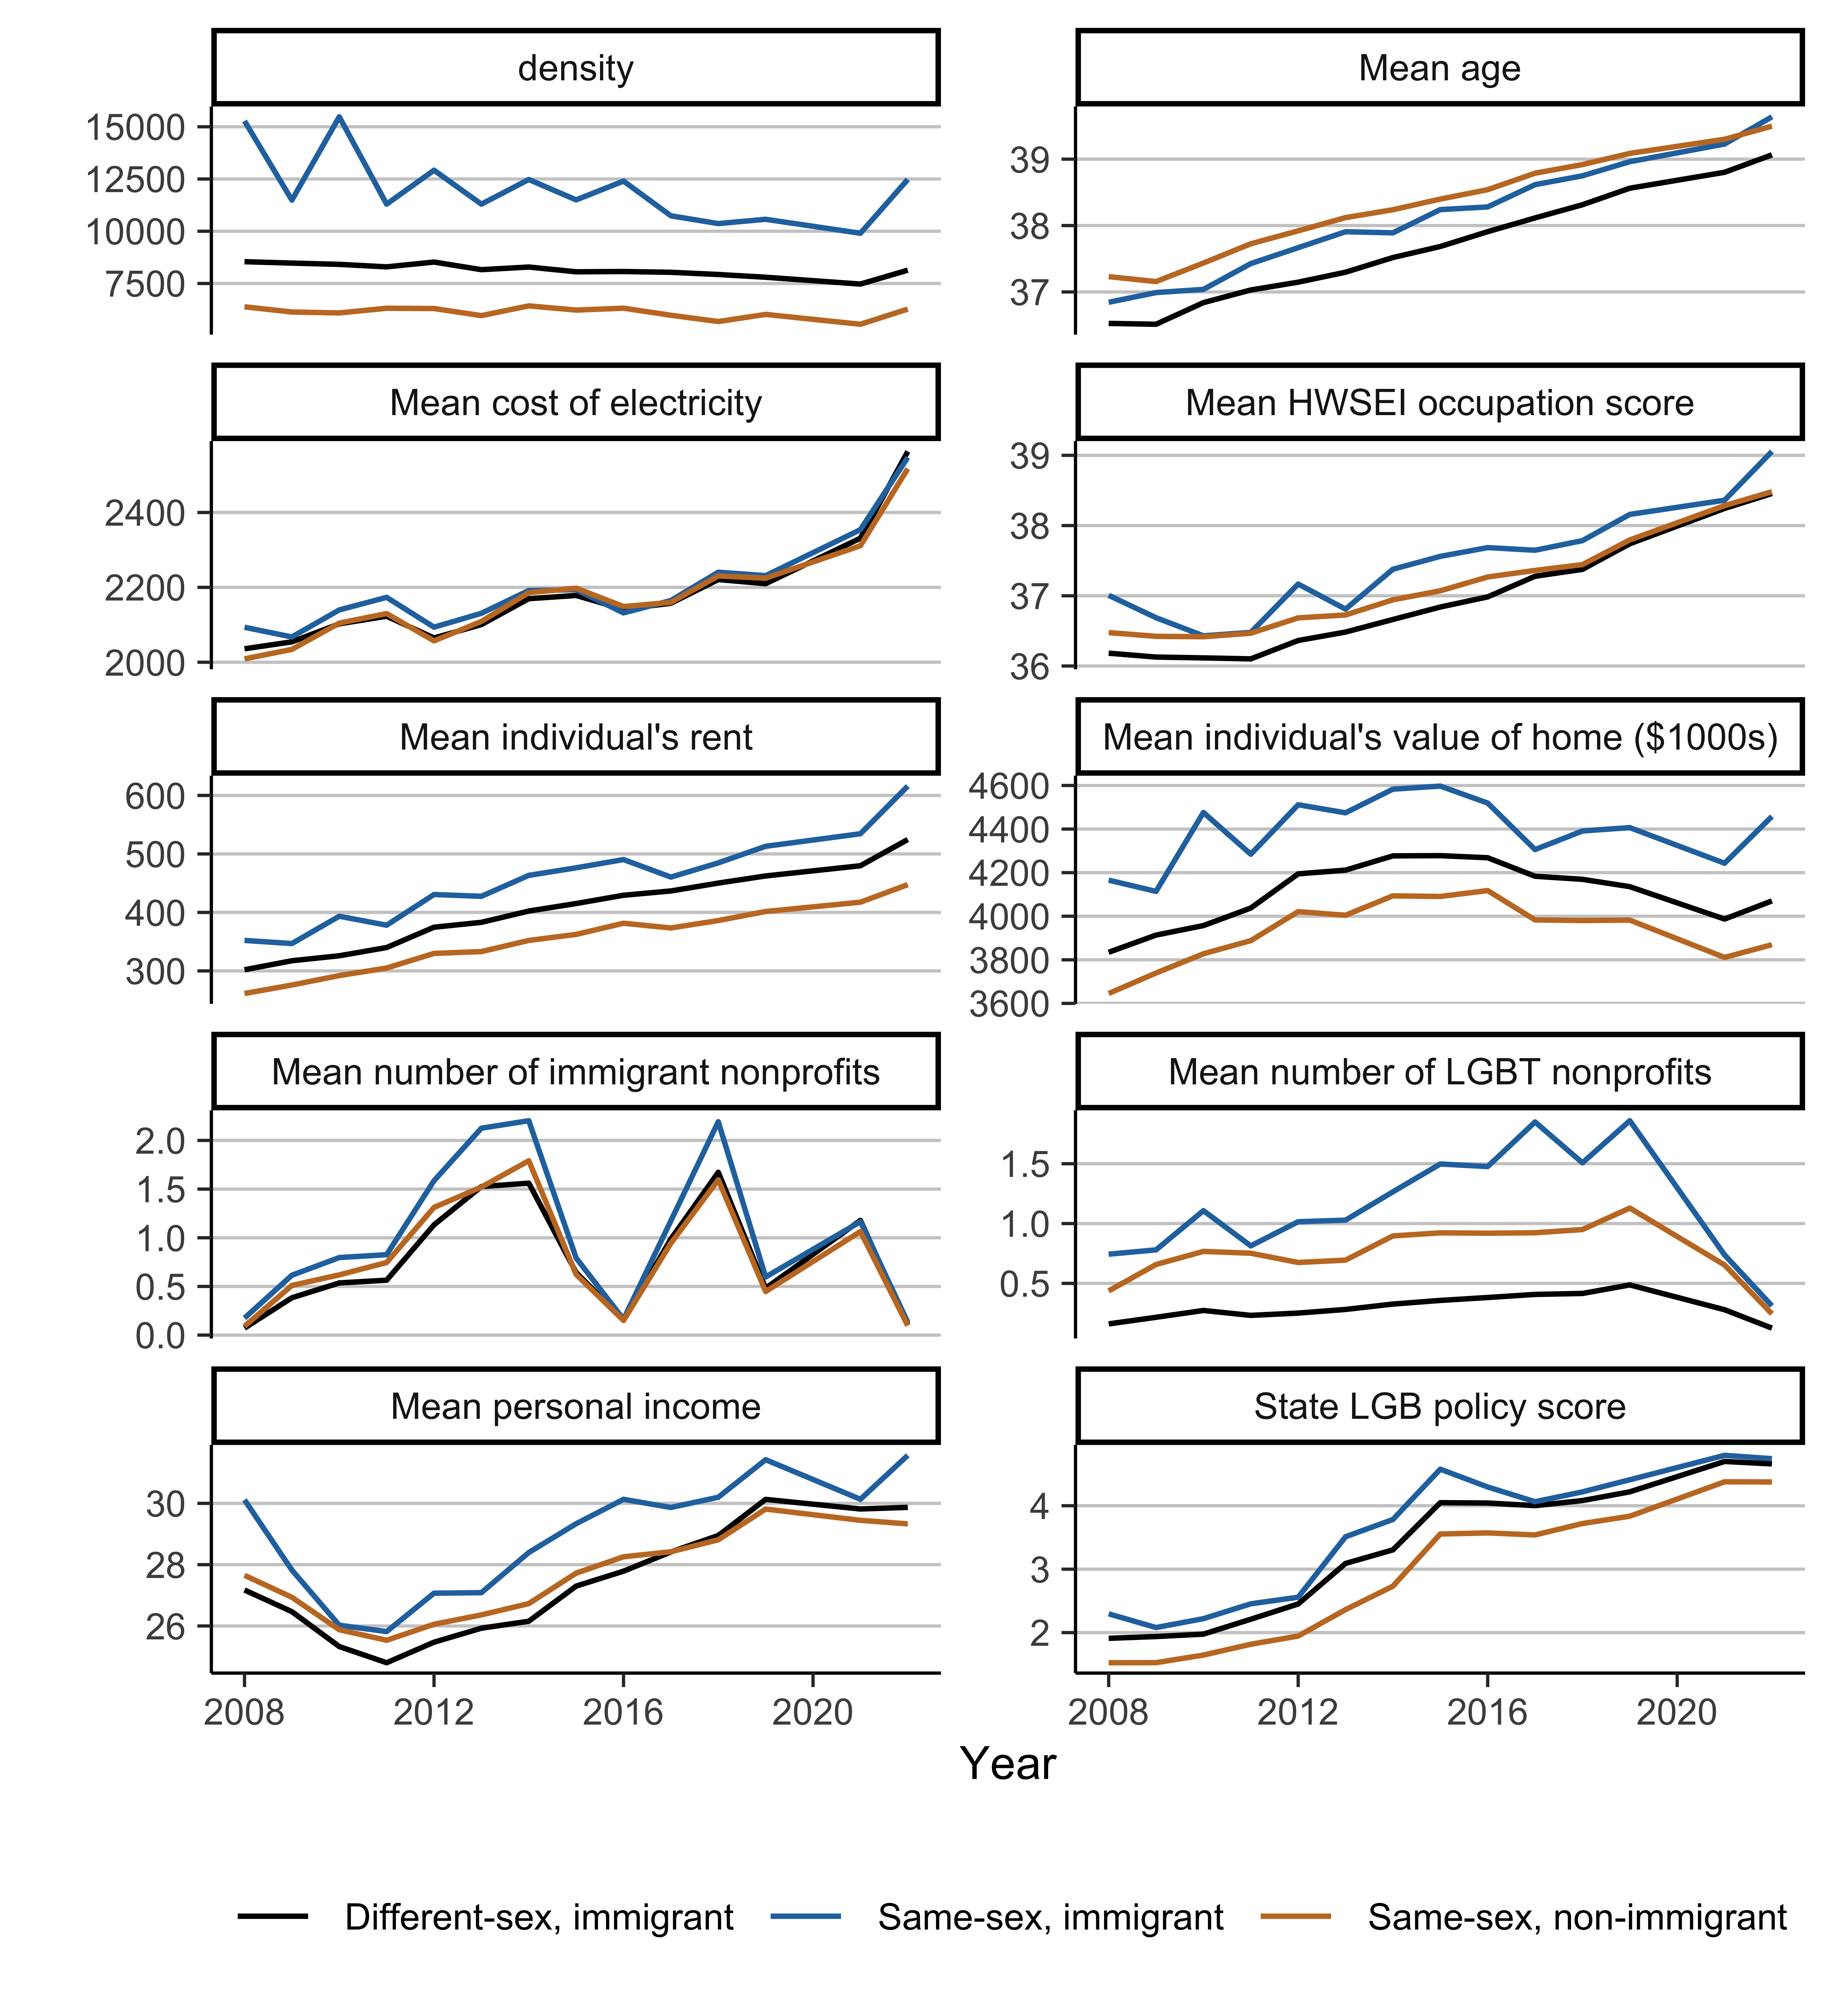 density
Mean age
15000
12500
10000
7500
39
38
37
Mean cost of electricity
Mean HWSEI occupation score
2400
2200
2000
39
38
37
36
Mean individual's rent
Mean individual's value of home ($1000s)
600
500
400
300
4600
4400
4200
4000
3800
3600
Mean number of immigrant nonprofits
Mean number of LGBT nonprofits
2.0
1.5
1.0
0.5
0.0
1.5
1.0
0.5
Mean personal income
State LGB policy score
30
28
26
4
3
2
2008 2012 2016 2020
2008 2012 2016 2020
Year
Different-sex, immigrant Same-sex, immigrant Same-sex, non-immigrant